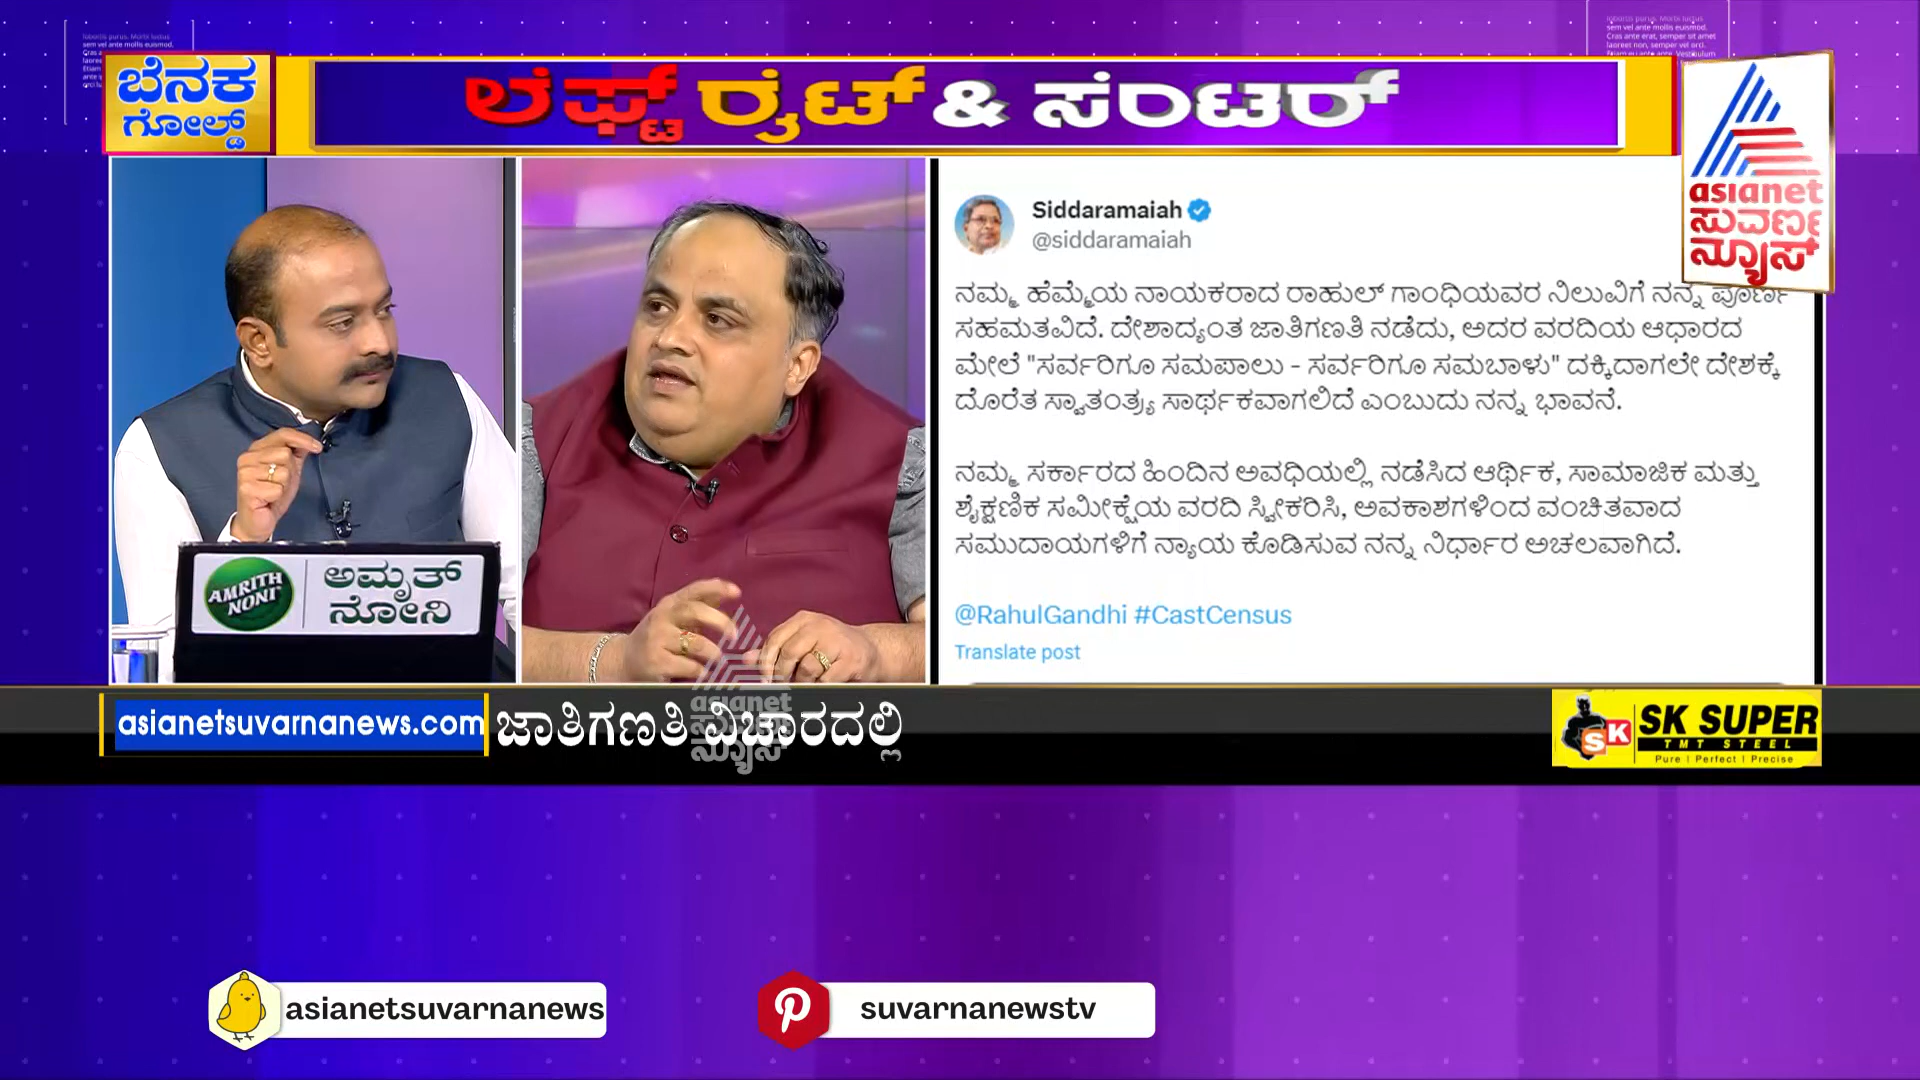 ಬೆನಕ
ಗೋಲ್ಡ್
ಲೆಫ್ಟ್ ರೈಟ್ & ಸೆಂಟರ್
asianet
ಸುವರ್ಣ
ನ್ಯೂಸ್
Siddaramaiah
@siddaramaiah
ನಮ್ಮ ಹೆಮ್ಮೆಯ ನಾಯಕರಾದ ರಾಹುಲ್ ಗಾಂಧಿಯವರ ನಿಲುವಿಗೆ ನನ್ನ ಪೂರ್ಣ
ಸಹಮತವಿದೆ. ದೇಶಾದ್ಯಂತ ಜಾತಿಗಣತಿ ನಡೆದು, ಅದರ ವರದಿಯ ಆಧಾರದ
ಮೇಲೆ "ಸರ್ವರಿಗೂ ಸಮಪಾಲು - ಸರ್ವರಿಗೂ ಸಮಬಾಳು" ದಕ್ಕಿದಾಗಲೇ ದೇಶಕ್ಕೆ
ದೊರೆತ ಸ್ವಾತಂತ್ರ್ಯ ಸಾರ್ಥಕವಾಗಲಿದೆ ಎಂಬುದು ನನ್ನ ಭಾವನೆ.
ನಮ್ಮ ಸರ್ಕಾರದ ಹಿಂದಿನ ಅವಧಿಯಲ್ಲಿ ನಡೆಸಿದ ಆರ್ಥಿಕ, ಸಾಮಾಜಿಕ ಮತ್ತು
ಶೈಕ್ಷಣಿಕ ಸಮೀಕ್ಷೆಯ ವರದಿ ಸ್ವೀಕರಿಸಿ, ಅವಕಾಶಗಳಿಂದ ವಂಚಿತವಾದ
ಸಮುದಾಯಗಳಿಗೆ ನ್ಯಾಯ ಕೊಡಿಸುವ ನನ್ನ ನಿರ್ಧಾರ ಅಚಲವಾಗಿದೆ.
@RahulGandhi #CastCensus
Translate post
AMRITH
NONI
ಅಮೃತ್
ನೋನಿ
asianet
ಸುವರ್ಣ
ನ್ಯೂಸ್
asianetsuvarnanews.com ಜಾತಿಗಣತಿ ವಿಚಾರದಲ್ಲಿ
SK SK SUPER
TMT STEEL
Pure | Perfect | Precise
asianetsuvarnanews
suvarnanewstv